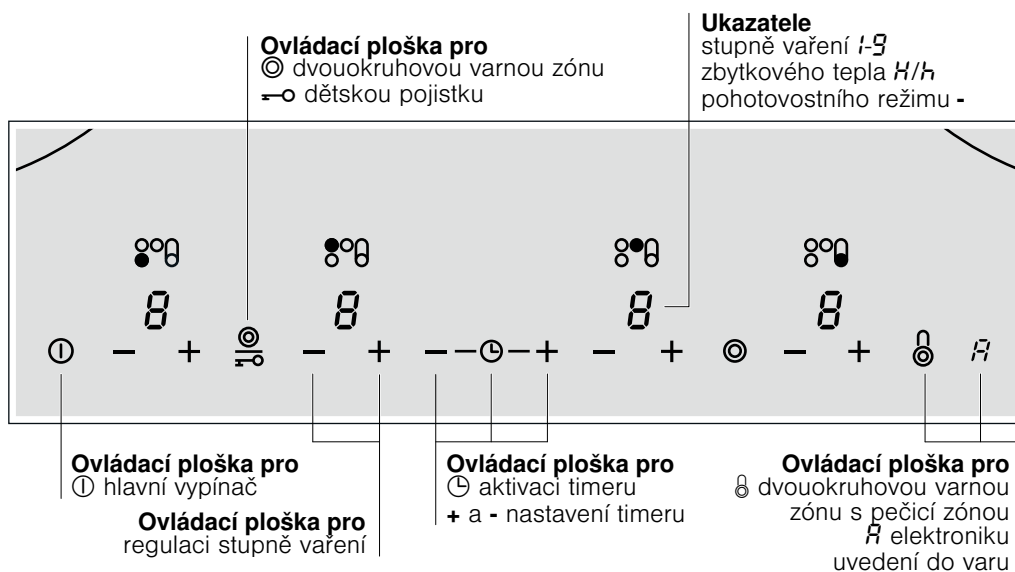 Ovládací ploška pro
◎ dvouokruhovou varnou zónu
dětskou pojistku
Ukazatele
stupně vaření 1-9
zbytkového tepla H/h
pohotovostního režimu -
8 8 8 8
− + − + − + − + − + A
Ovládací ploška pro
hlavní vypínač
Ovládací ploška pro
regulaci stupně vaření
Ovládací ploška pro
aktivaci timeru
+ a - nastavení timeru
Ovládací ploška pro
dvouokruhovou varnou
zónu s pečicí zónou
A elektroniku
uvedení do varu